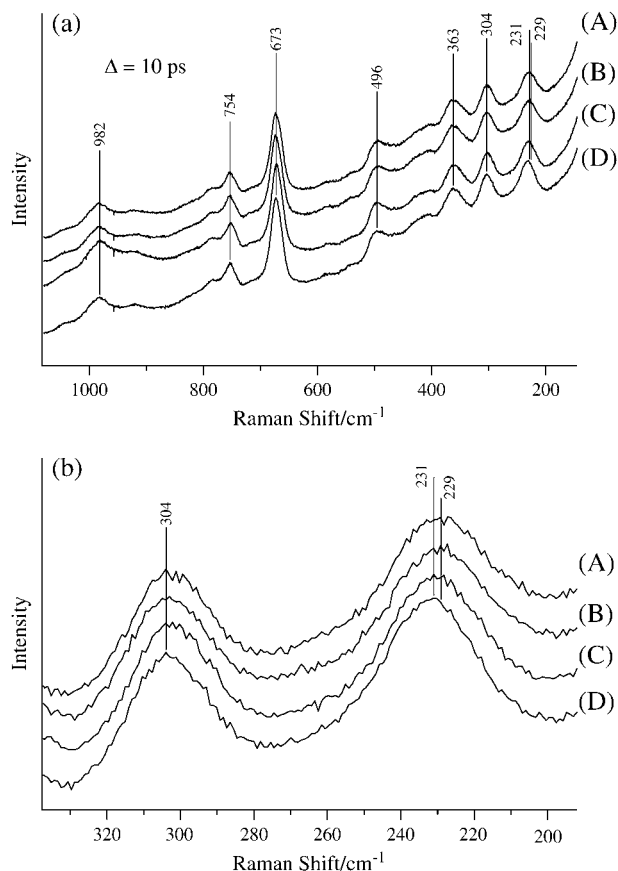 (a)
Δ = 10 ps
982
754
673
496
363
304
231
229
(A)
(B)
(C)
(D)
Intensity
1000
800
600
400
200
Raman Shift/cm-1
(b)
304
231
229
(A)
(B)
(C)
(D)
Intensity
320
300
280
260
240
220
200
Raman Shift/cm-1